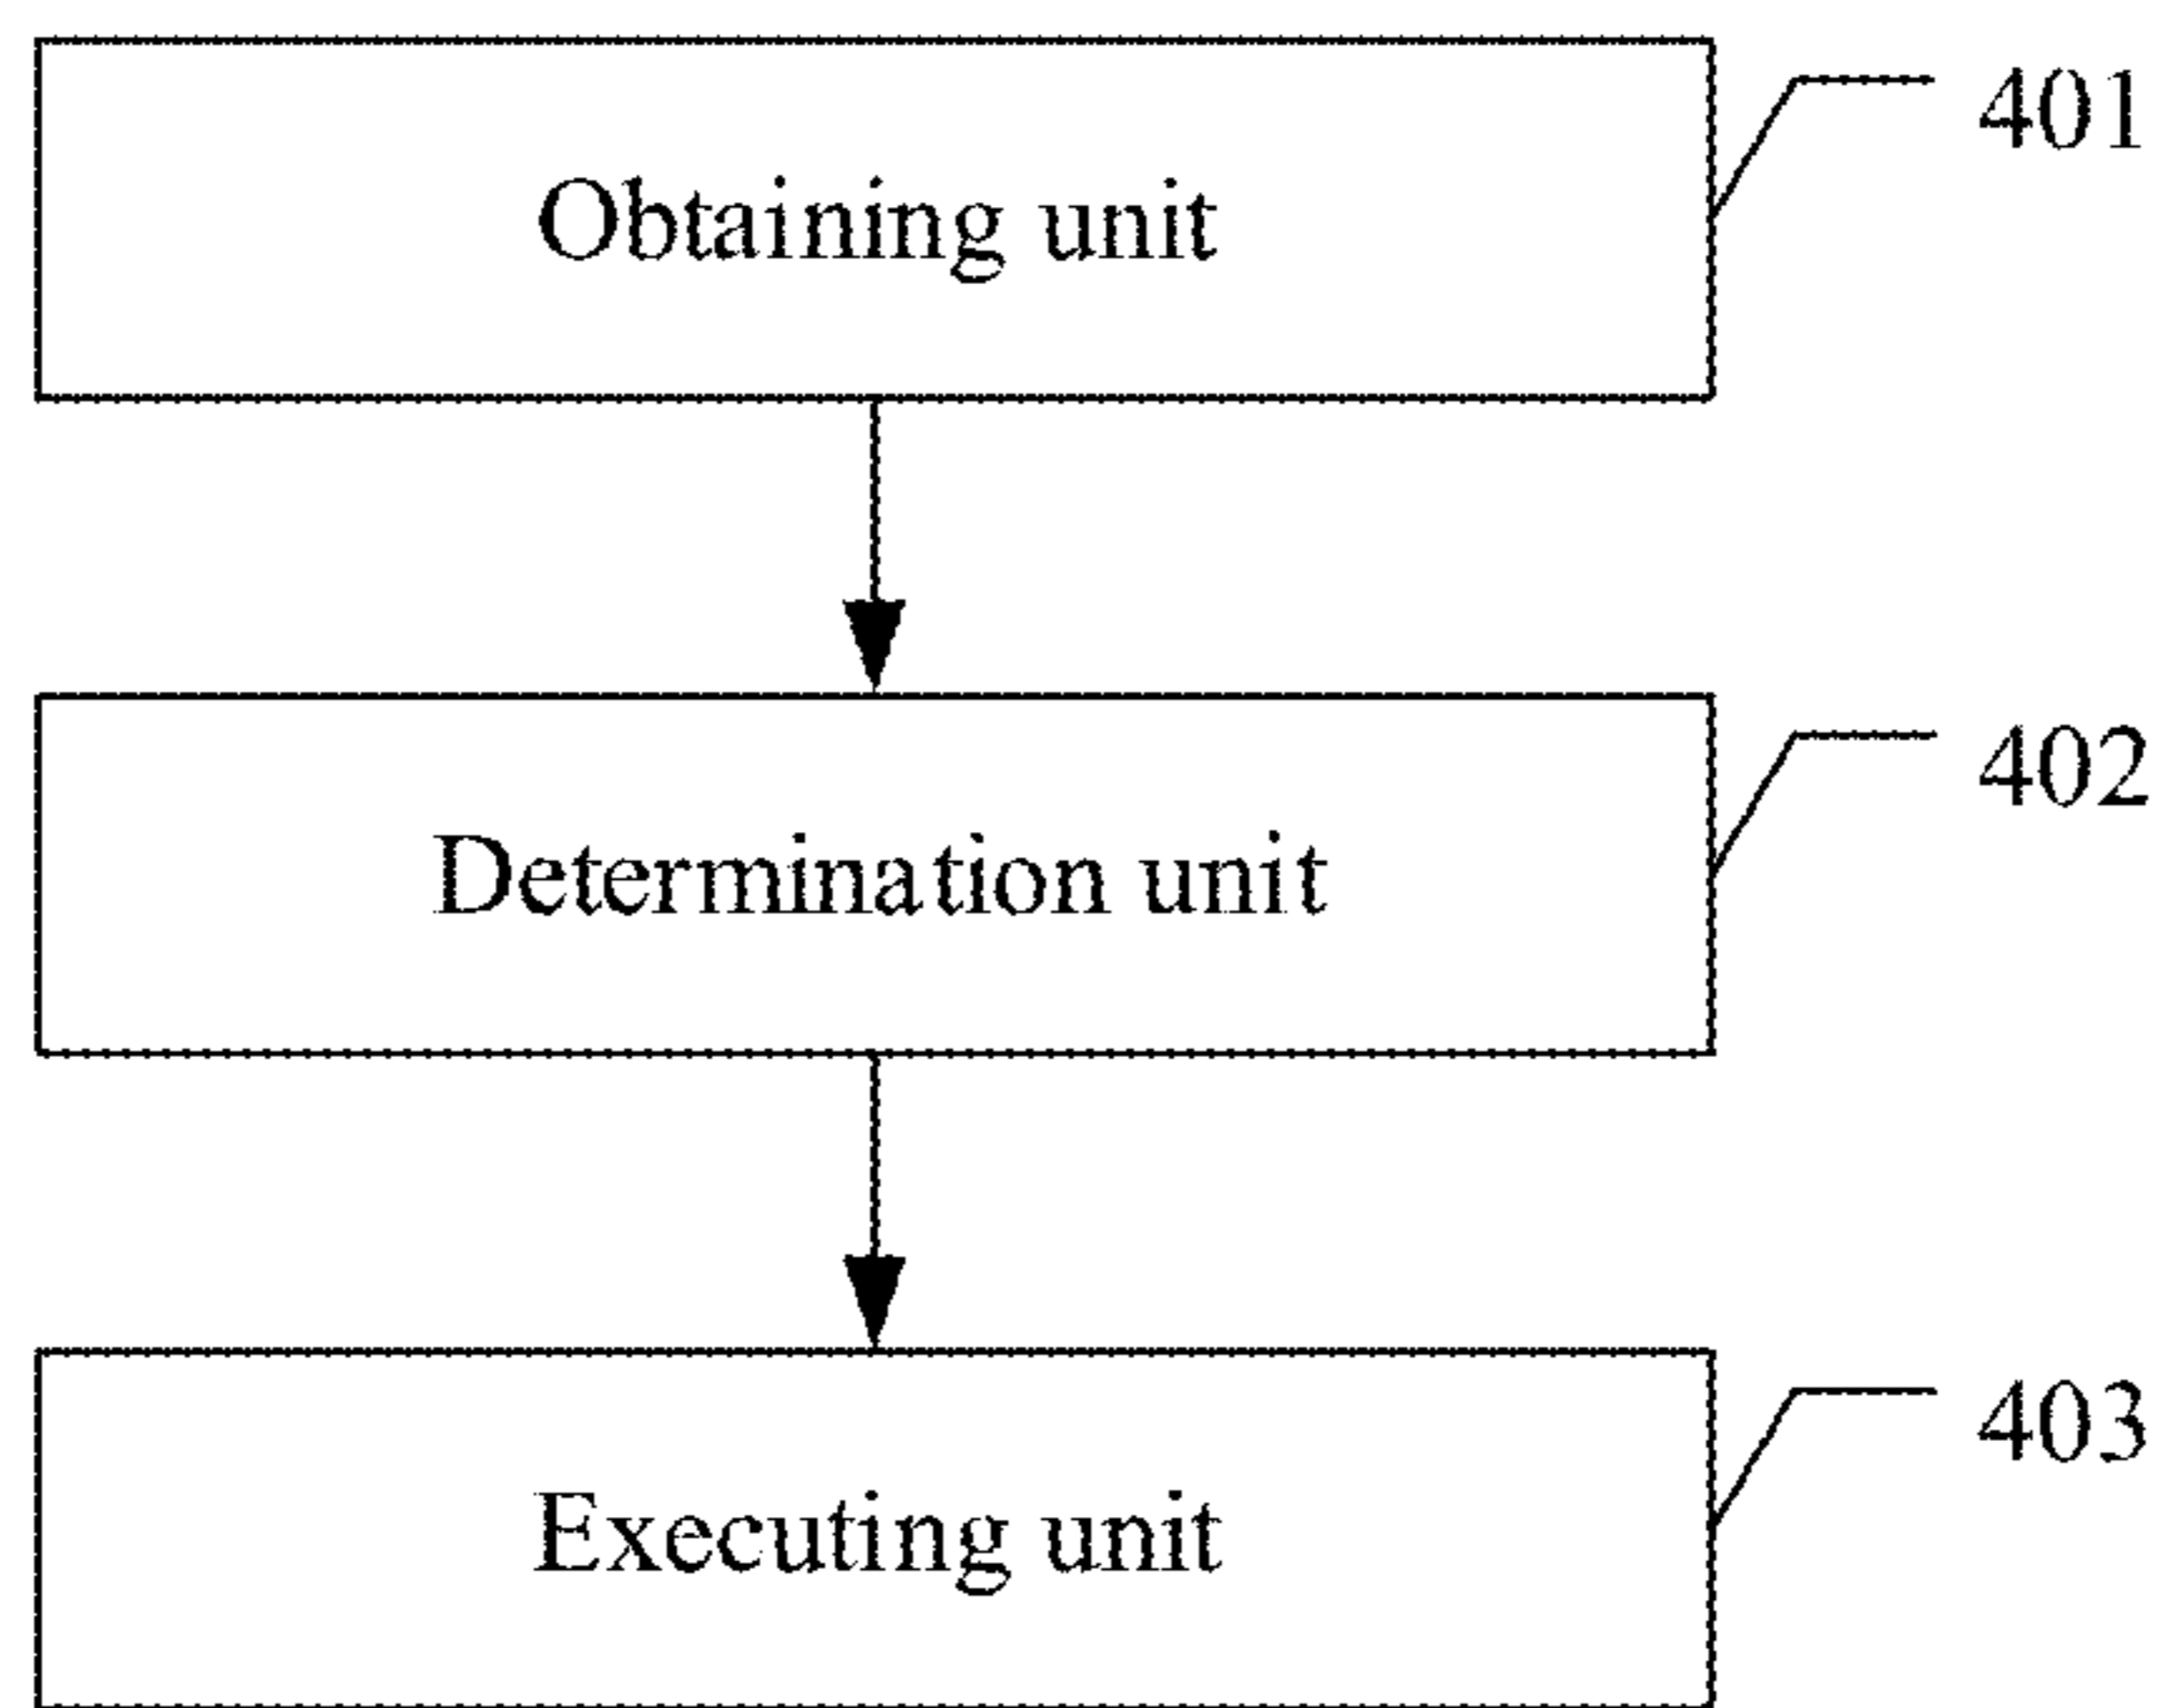 Obtaining unit
401
Determination unit
402
Executing unit
403